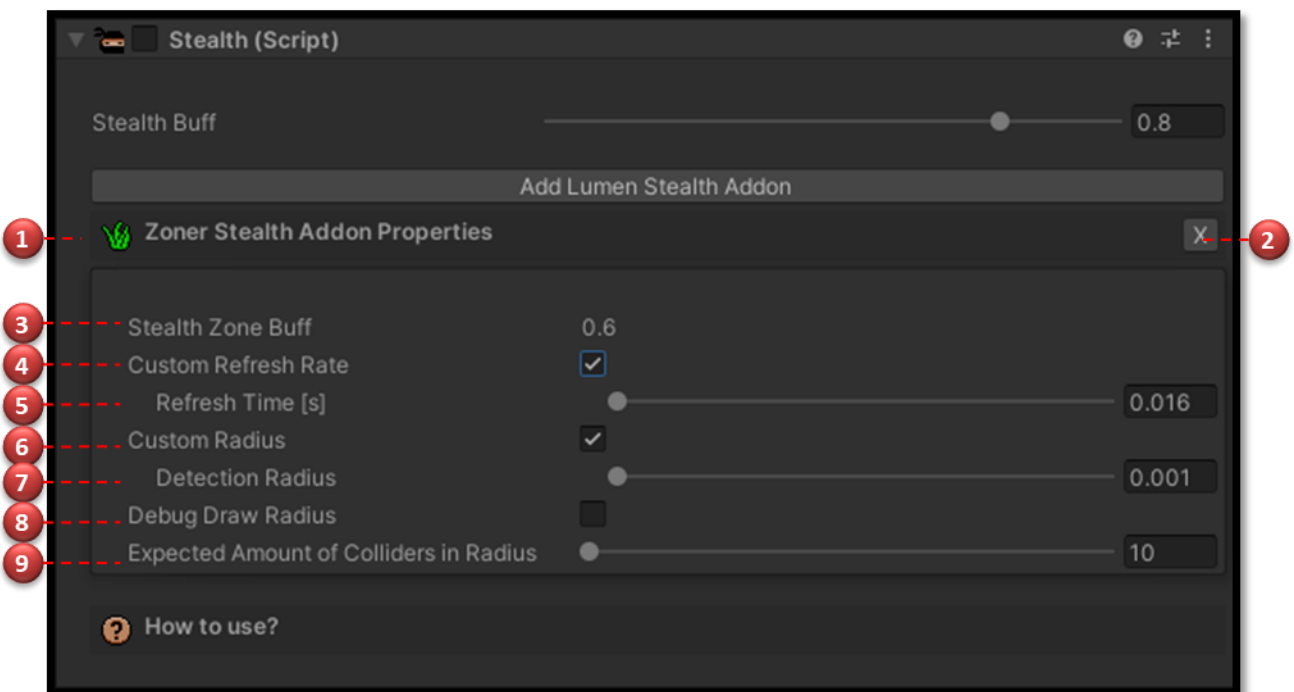 Stealth (Script)
Stealth Buff 0.8
Add Lumen Stealth Addon
1 Zoner Stealth Addon Properties X 2
3 Stealth Zone Buff 0.6
4 Custom Refresh Rate
5 Refresh Time [s] 0.016
6 Custom Radius
7 Detection Radius 0.001
8 Debug Draw Radius
9 Expected Amount of Colliders in Radius 10
? How to use?